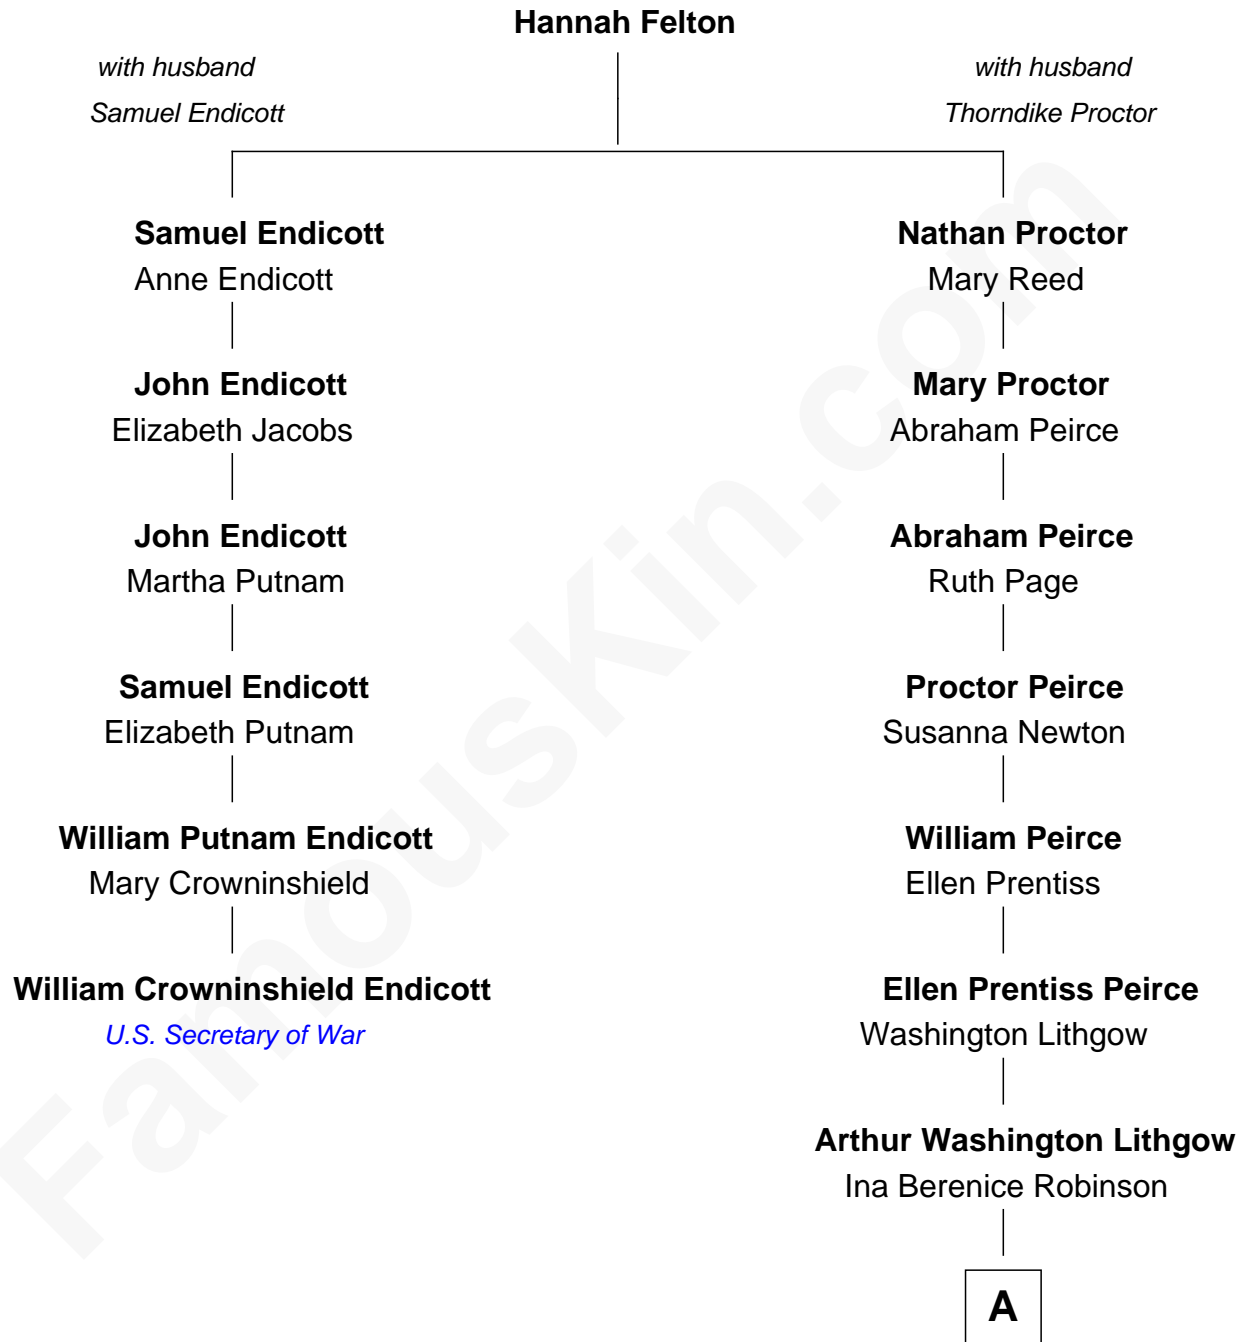 Hannah Felton
with husband
Samuel Endicott
with husband
Thorndike Proctor
Samuel Endicott
Anne Endicott
Nathan Proctor
Mary Reed
John Endicott
Elizabeth Jacobs
Mary Proctor
Abraham Peirce
John Endicott
Martha Putnam
Abraham Peirce
Ruth Page
Samuel Endicott
Elizabeth Putnam
Proctor Peirce
Susanna Newton
William Putnam Endicott
Mary Crowninshield
William Peirce
Ellen Prentiss
William Crowninshield Endicott
U.S. Secretary of War
Ellen Prentiss Peirce
Washington Lithgow
Arthur Washington Lithgow
Ina Berenice Robinson
A
FamousKin.com